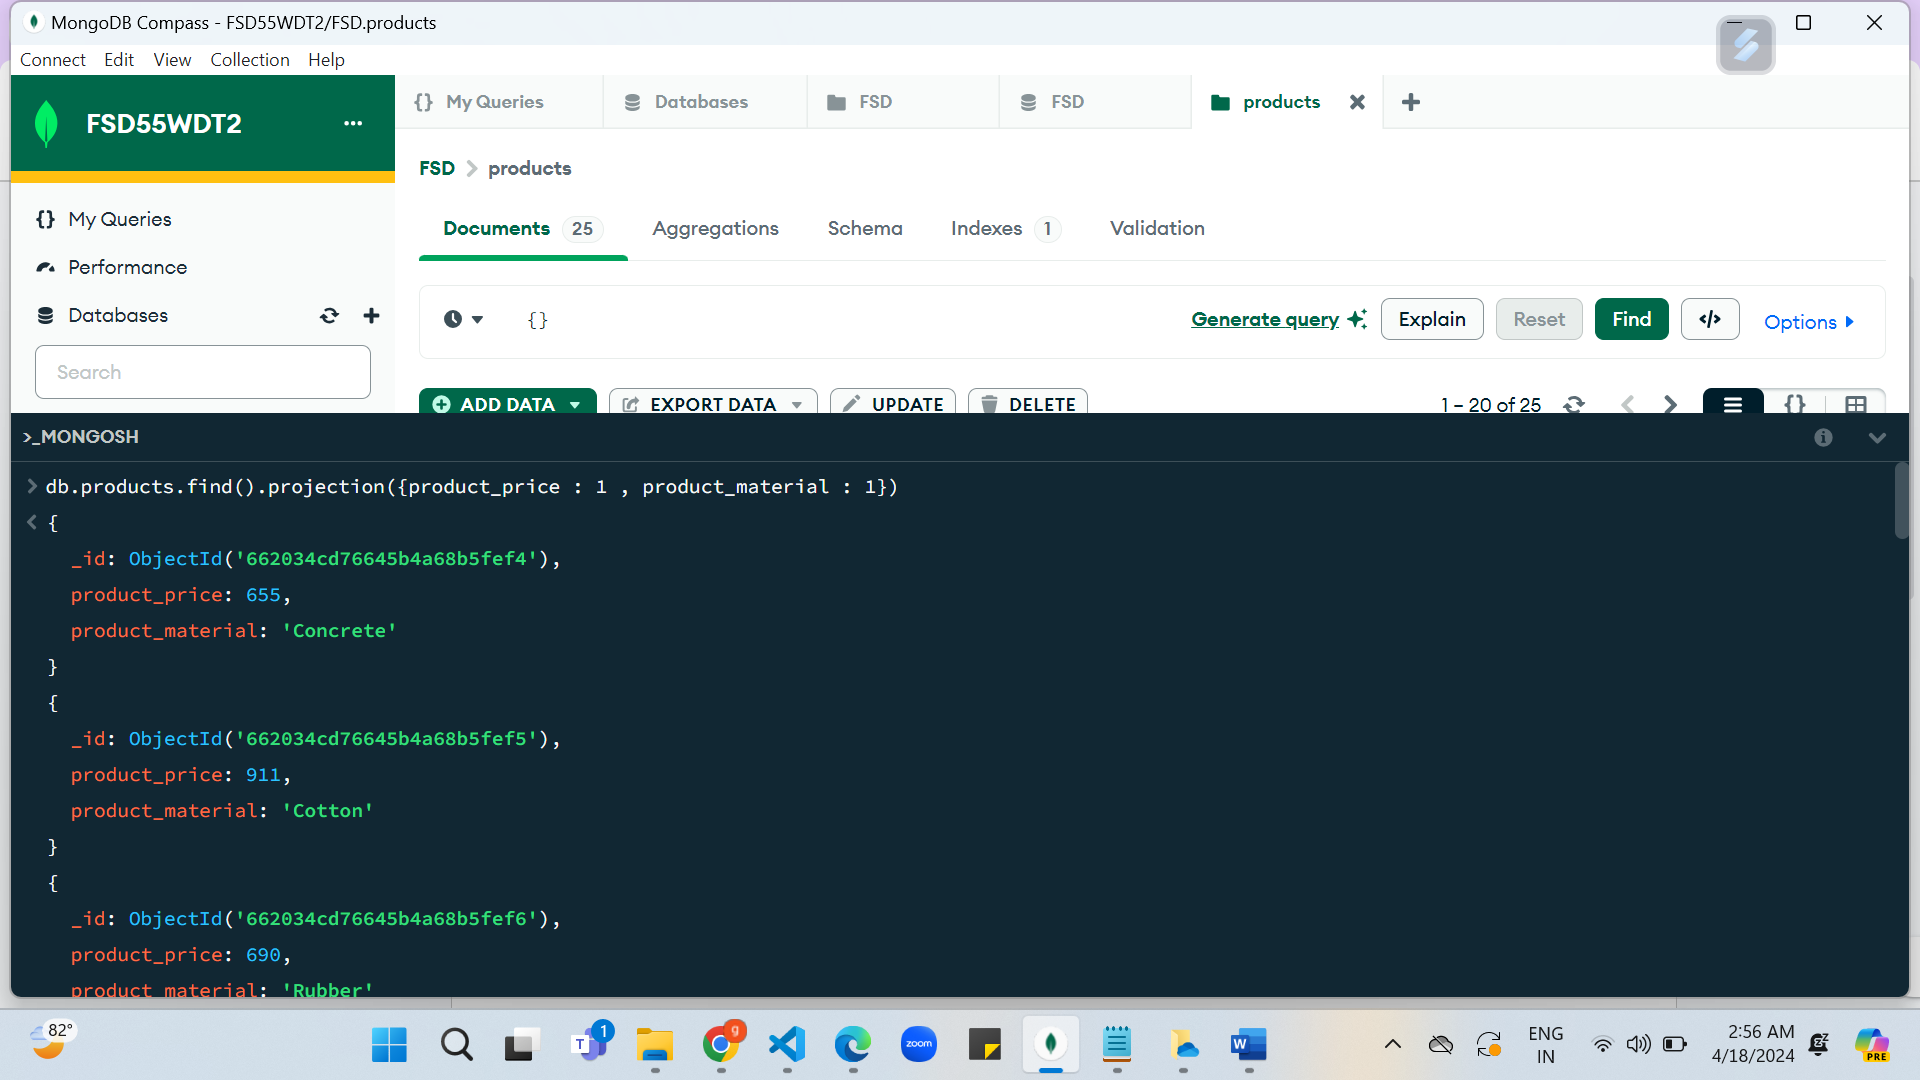 MongoDB Compass - FSD55WDT2/FSD.products
Connect Edit View Collection Help
FSD55WDT2 ...
{} My Queries
Databases
FSD
FSD
products
FSD > products
My Queries
Performance
Databases
Search
Documents 25 Aggregations Schema Indexes 1 Validation
{} Generate query Explain Reset Find </> Options
ADD DATA EXPORT DATA UPDATE DELETE 1 – 20 of 25 {}
>_MONGOSH
> db.products.find().projection({product_price : 1 , product_material : 1})
< {
_id: ObjectId('662034cd76645b4a68b5fef4'),
product_price: 655,
product_material: 'Concrete'
}
{
_id: ObjectId('662034cd76645b4a68b5fef5'),
product_price: 911,
product_material: 'Cotton'
}
{
_id: ObjectId('662034cd76645b4a68b5fef6'),
product_price: 690,
product_material: 'Rubber'
82°
T
1
g
zoom
W
ENG
IN
2:56 AM
4/18/2024
PRE